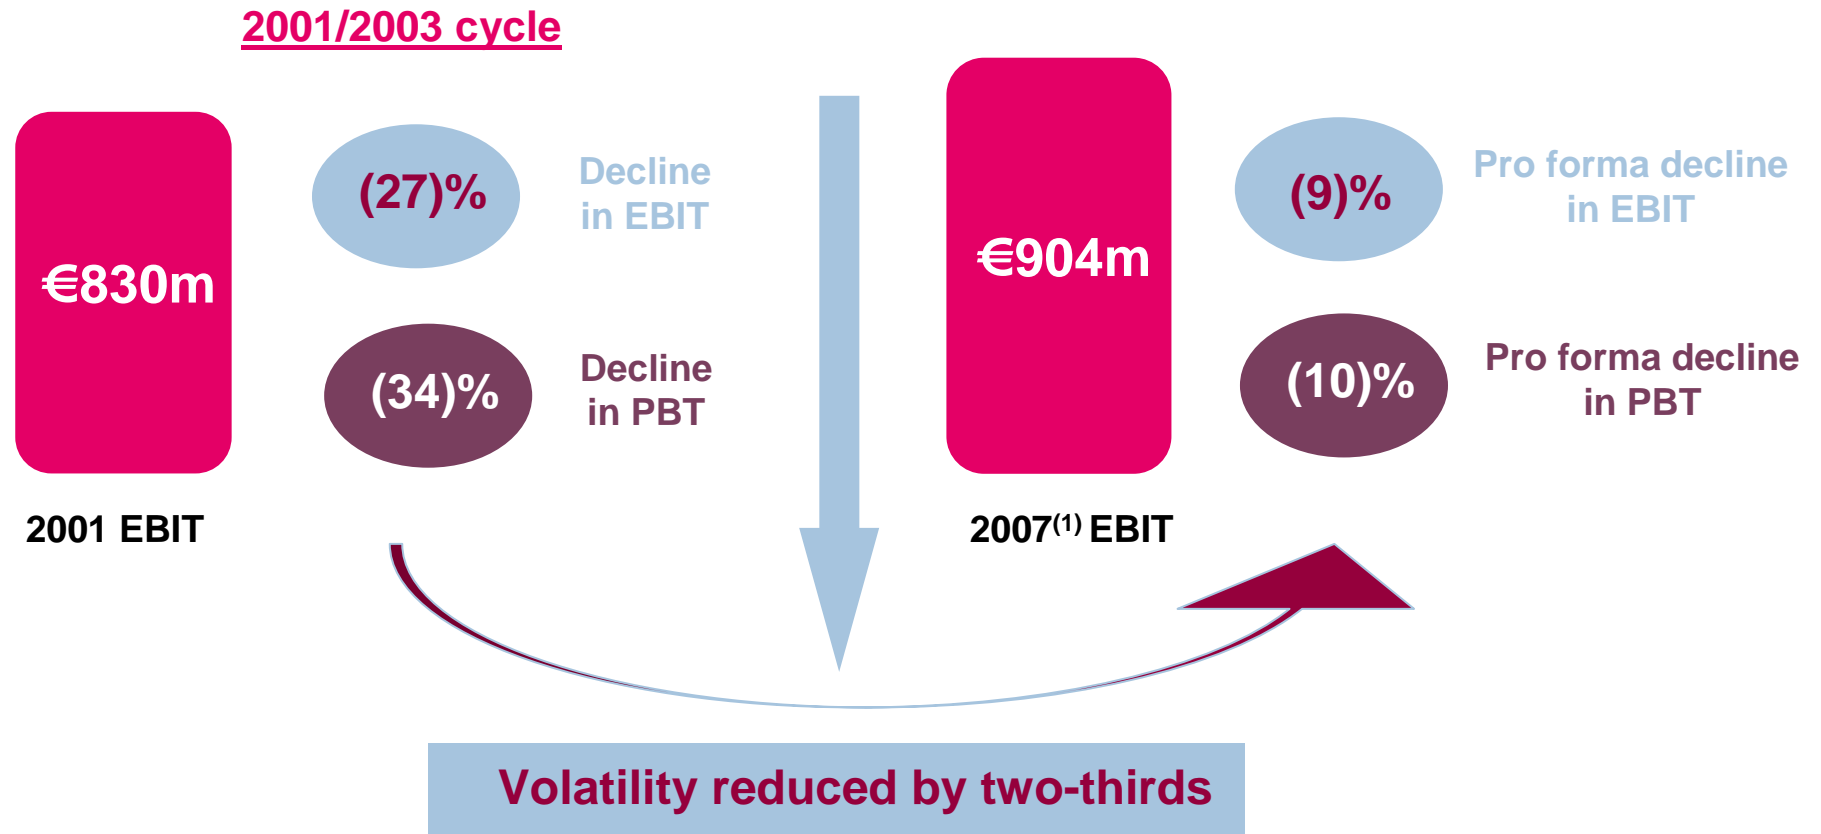 2001/2003 cycle
€830m
2001 EBIT
(27)%
Decline
in EBIT
(34)%
Decline
in PBT
€904m
2007(1) EBIT
(9)%
Pro forma decline
in EBIT
(10)%
Pro forma decline
in PBT
Volatility reduced by two-thirds